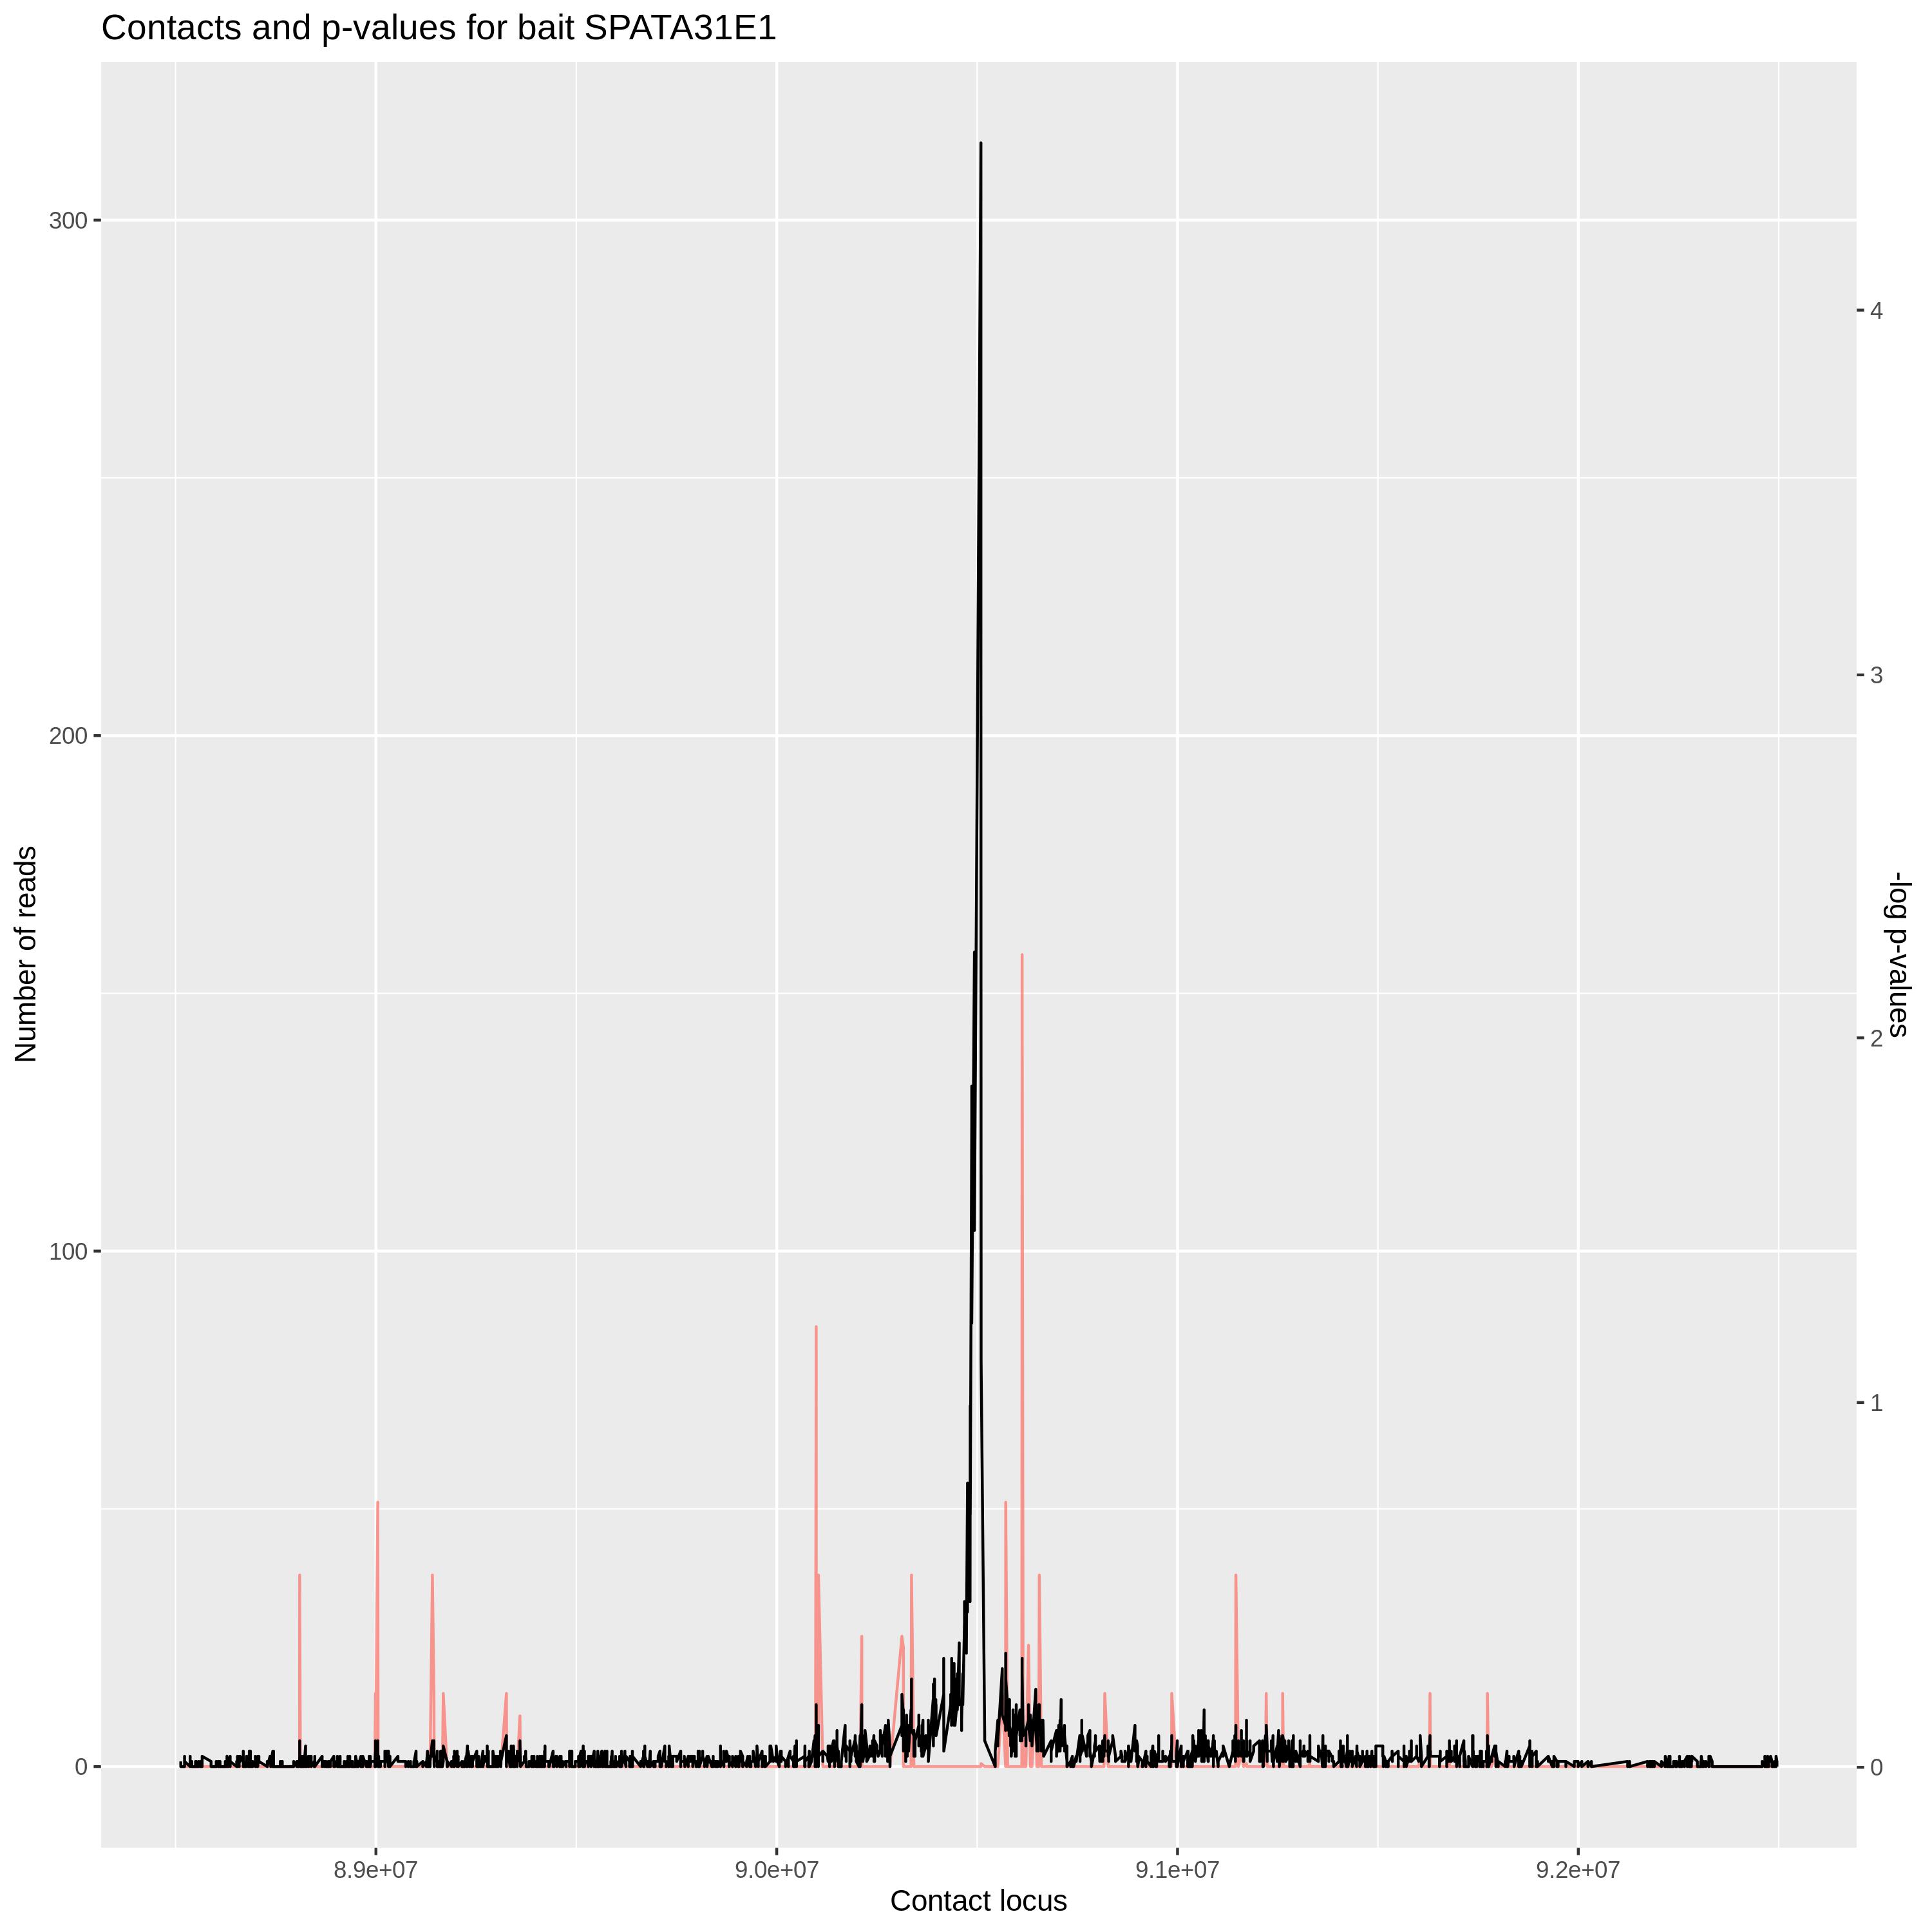 Contacts and p-values for bait SPATA31E1
300
200
100
0
Number of reads
4
3
2
1
0
-log p-values
8.9e+07
9.0e+07
9.1e+07
9.2e+07
Contact locus